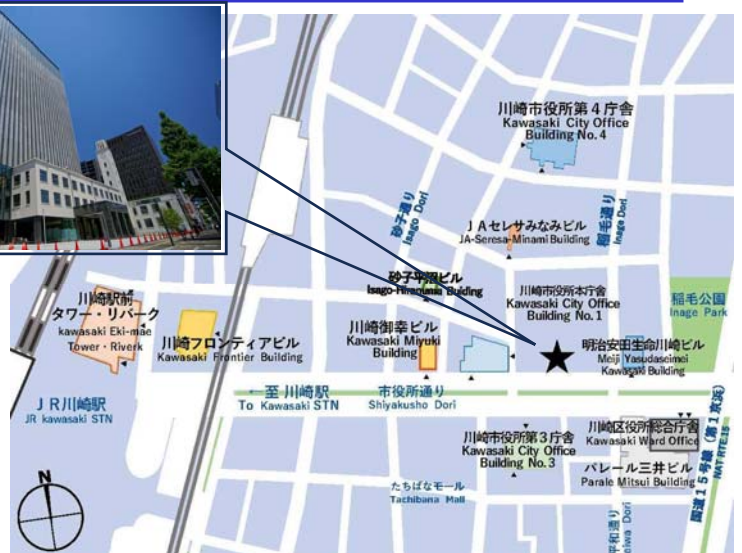 川崎市役所第4庁舎
Kawasaki City Office
Building No.4
砂子通り
Isago Dori
稲毛通り
Inage Dori
JAセレサみなみビル
JA-Seresa-Minami Building
砂子平沼ビル
Isago-Hiranuma Building
川崎市役所本庁舎
Kawasaki City Office
Building No.1
稲毛公園
Inage Park
川崎駅前
タワー・リバーク
kawasaki Eki-mae
Tower・Riverk
川崎フロンティアビル
Kawasaki Frontier Building
川崎御幸ビル
Kawasaki Miyuki
Building
明治安田生命川崎ビル
Meiji Yasudaseimei
Kawasaki Building
JR川崎駅
JR kawasaki STN
←至 川崎駅
To Kawasaki STN
市役所通り
Shiyakusho Dori
川崎市役所第3庁舎
Kawasaki City Office
Building No.3
川崎区役所総合庁舎
Kawasaki Ward Office
パレール三井ビル
Parale Mitsui Building
国道15号線(第1京浜)
NAT RTE.15
たちばなモール
Tachibana Mall
平和通り
eiwa Dori
N